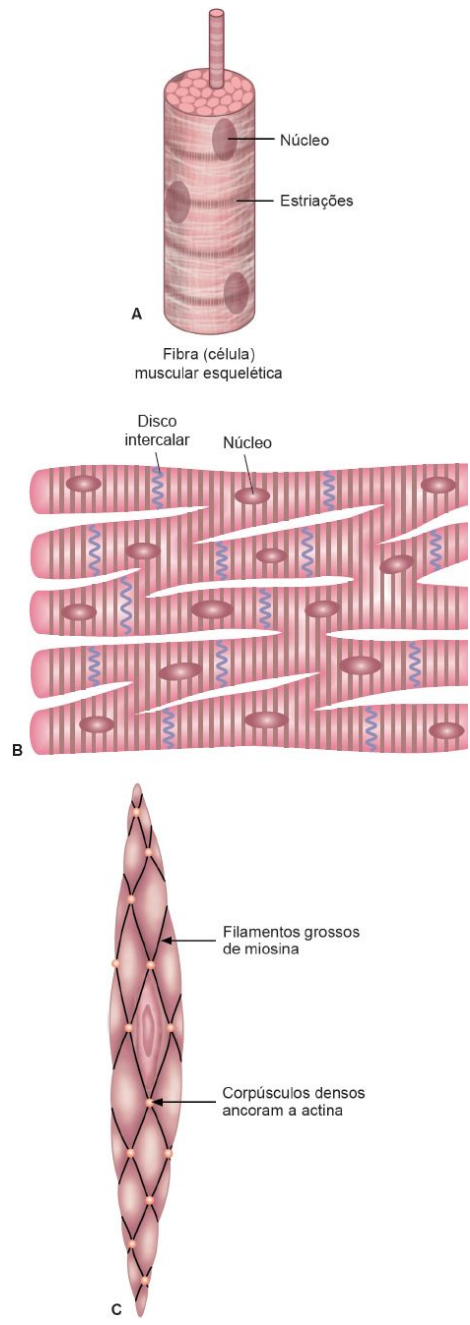 Núcleo
Estriações
A
Fibra (célula)
muscular esquelética
Disco
intercalar
Núcleo
B
Filamentos grossos
de miosina
Corpúsculos densos
ancoram a actina
C